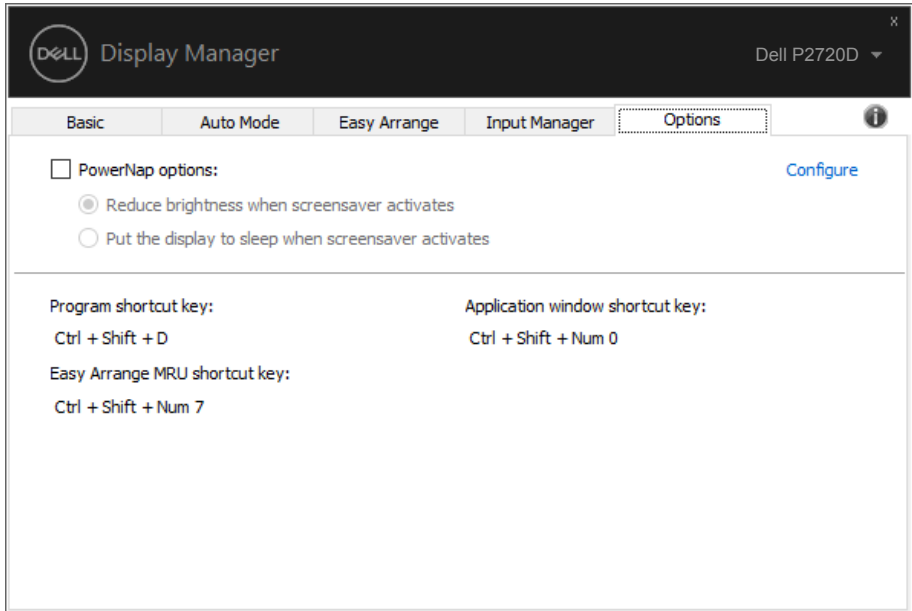 x
DELL Display Manager
Dell P2720D
Basic Auto Mode Easy Arrange Input Manager Options
PowerNap options: Configure
Reduce brightness when screensaver activates
Put the display to sleep when screensaver activates
Program shortcut key: Application window shortcut key:
Ctrl + Shift + D Ctrl + Shift + Num 0
Easy Arrange MRU shortcut key:
Ctrl + Shift + Num 7